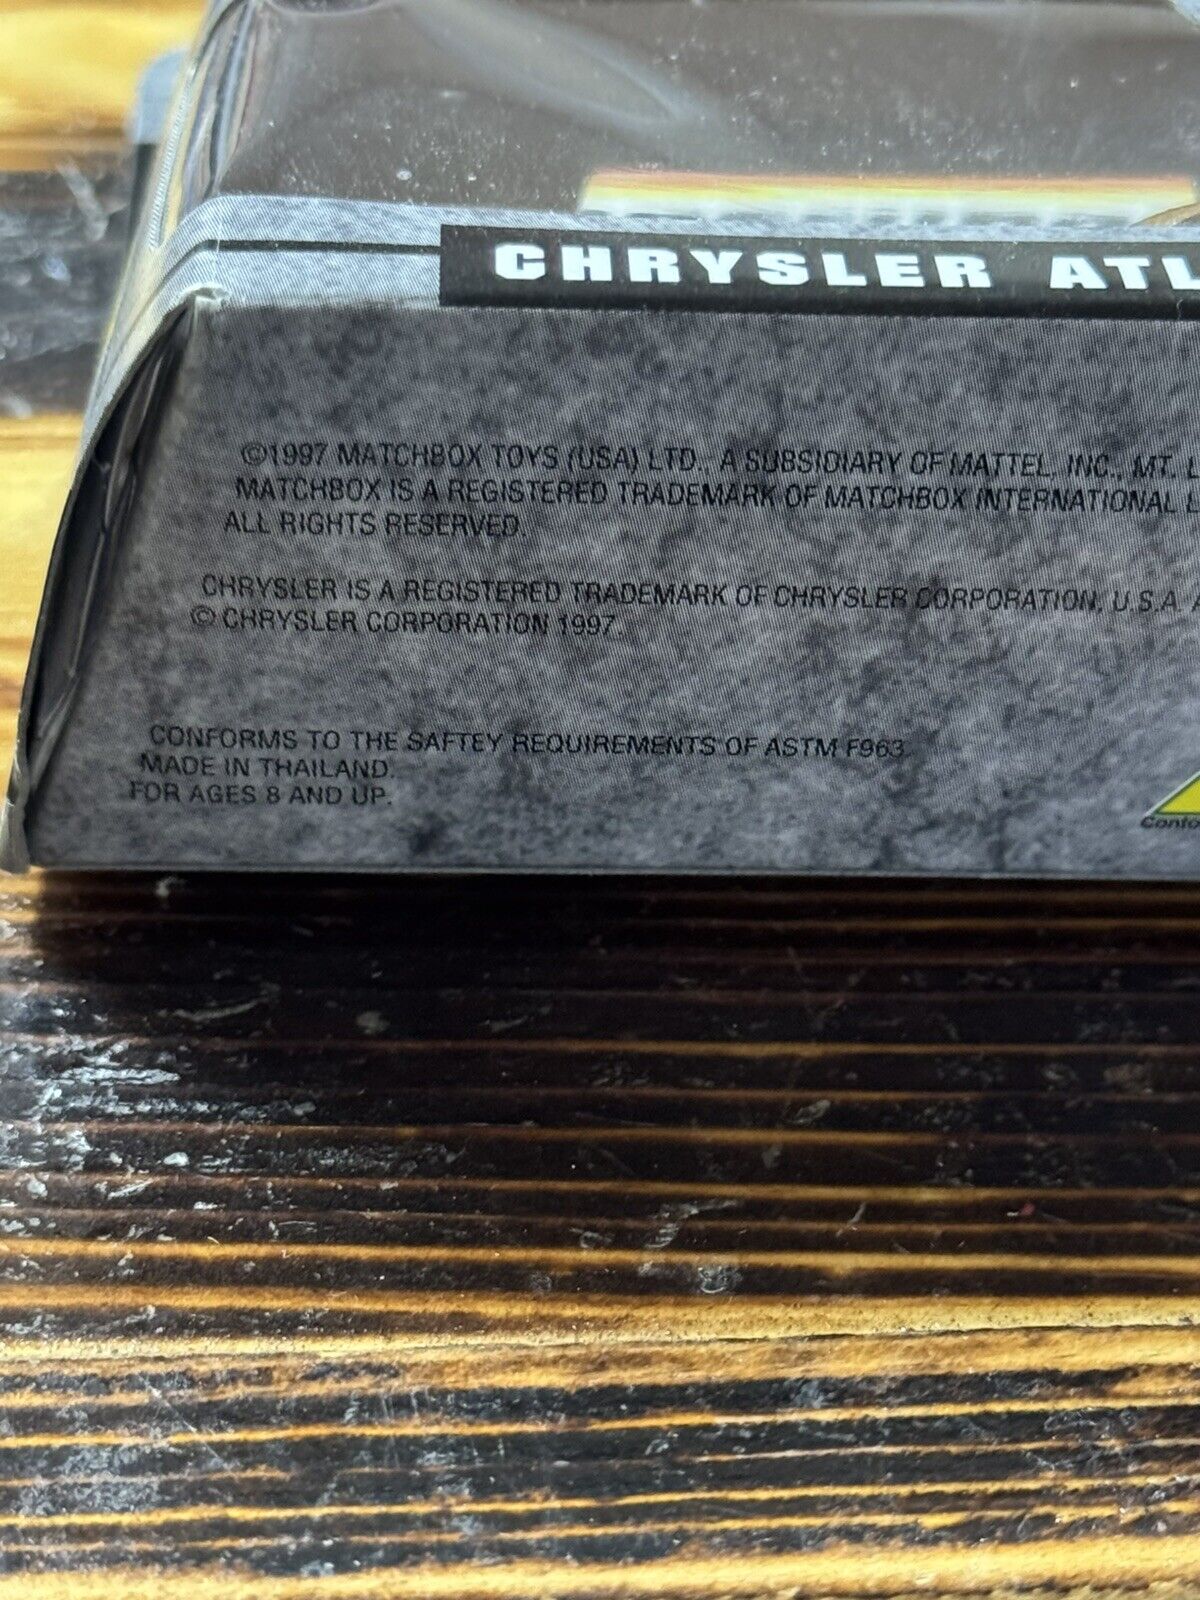 CHRYSLER ATL
©1997 MATCHBOX TOYS (USA) LTD., A SUBSIDIARY OF MATTEL, INC., MT. L
MATCHBOX IS A REGISTERED TRADEMARK OF MATCHBOX INTERNATIONAL
ALL RIGHTS RESERVED.
CHRYSLER IS A REGISTERED TRADEMARK OF CHRYSLER CORPORATION, U.S.A.
© CHRYSLER CORPORATION 1997.
CONFORMS TO THE SAFTEY REQUIREMENTS OF ASTM F963.
MADE IN THAILAND.
FOR AGES 8 AND UP.
Confo